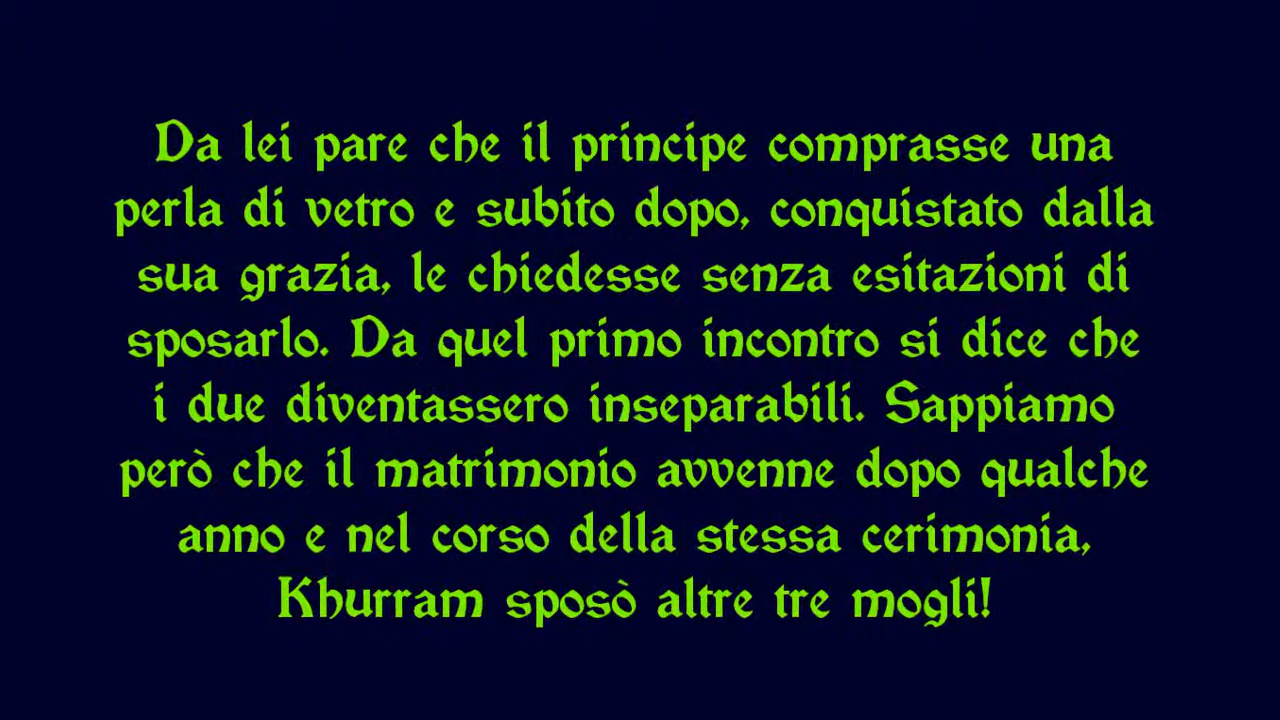 Da lei pare che il principe comprasse una
perla di vetro e subito dopo, conquistato dalla
sua grazia, le chiedesse senza esitazioni di
sposarlo. Da quel primo incontro si dice che
i due diventassero inseparabili. Sappiamo
però che il matrimonio avvenne dopo qualche
anno e nel corso della stessa cerimonia,
Khurram sposò altre tre mogli!